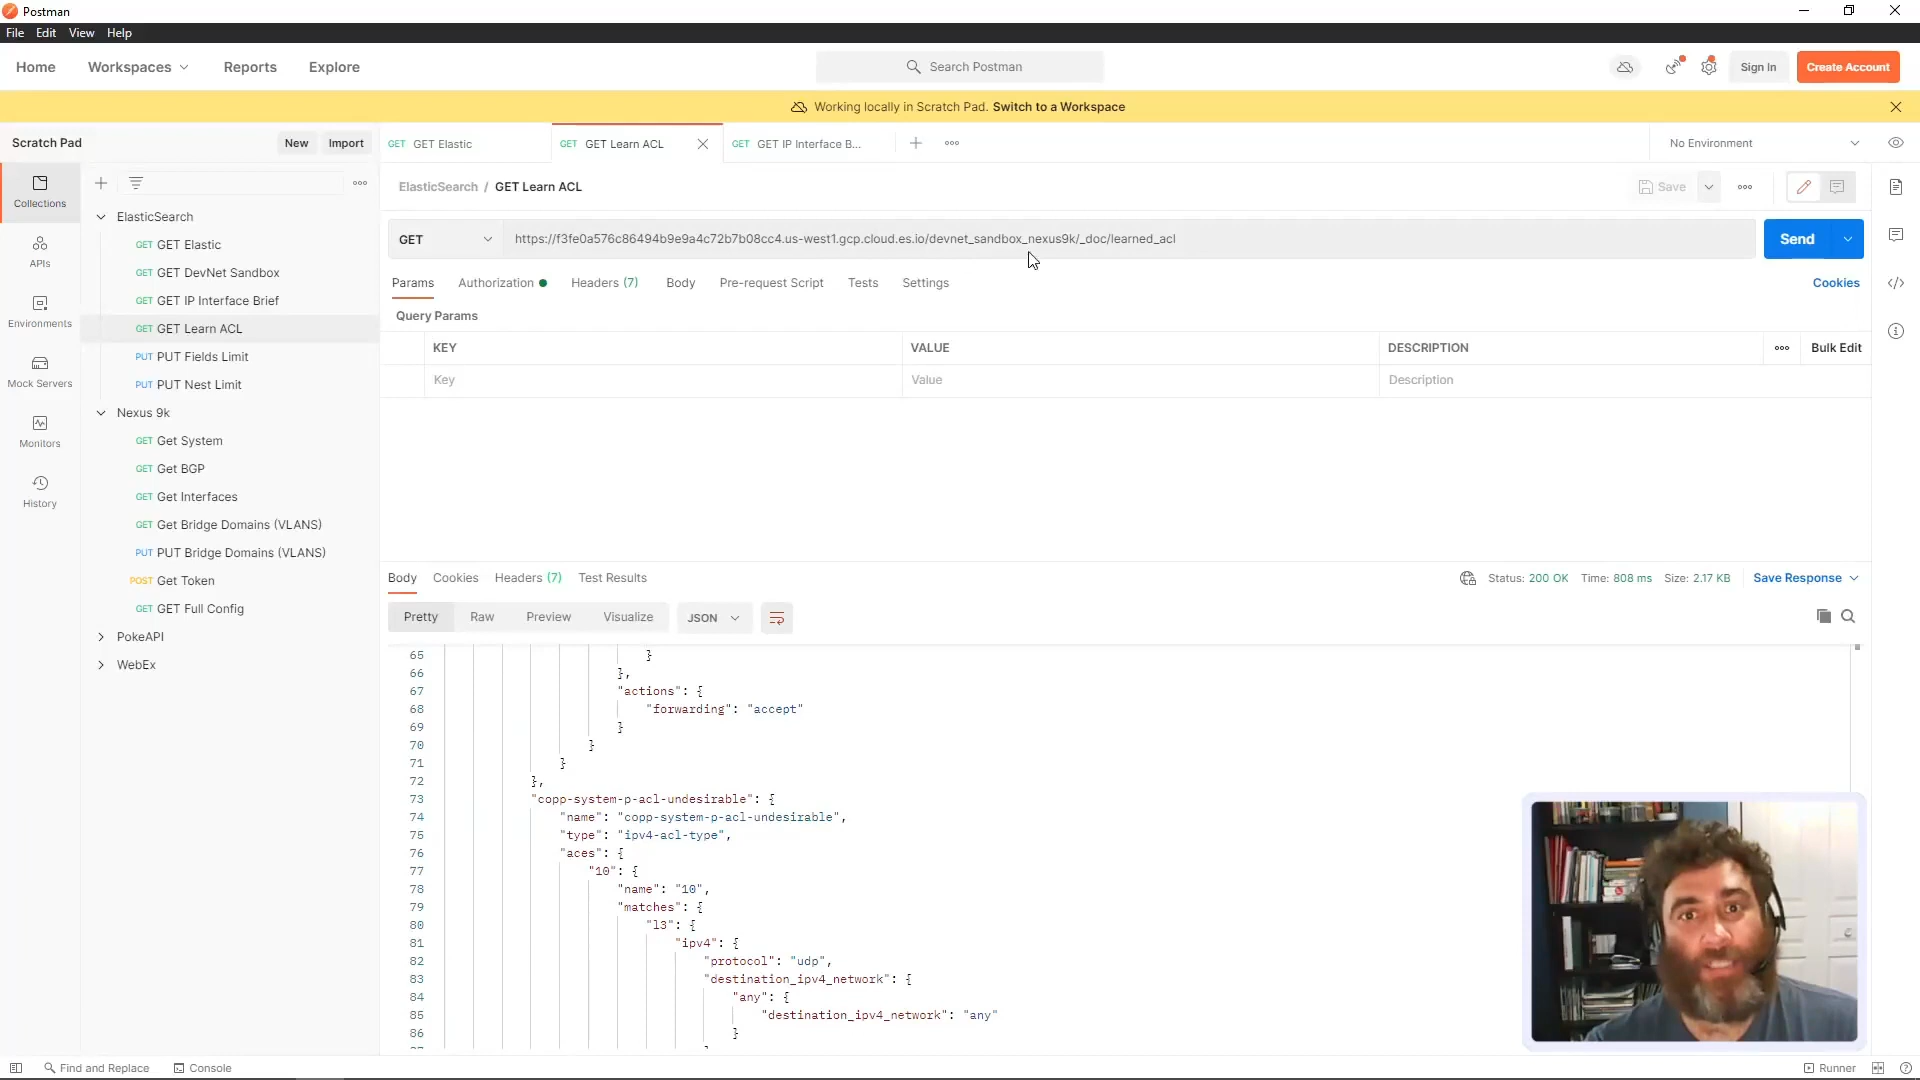 Postman
File Edit View Help
Home Workspaces Reports Explore Search Postman Sign In Create Account
Working locally in Scratch Pad. Switch to a Workspace
Scratch Pad New Import GET GET Elastic GET GET Learn ACL GET GET IP Interface B... No Environment
ElasticSearch / GET Learn ACL Save
Collections
ElasticSearch
GET GET Elastic
GET GET DevNet Sandbox
GET GET IP Interface Brief
GET GET Learn ACL
PUT PUT Fields Limit
PUT PUT Nest Limit
Nexus 9k
GET Get System
GET Get BGP
GET Get Interfaces
GET Get Bridge Domains (VLANS)
PUT PUT Bridge Domains (VLANS)
POST Get Token
GET GET Full Config
PokeAPI
WebEx
APIs
Environments
Mock Servers
Monitors
History
GET https://f3fe0a576c86494b9e9a4c72b7b08cc4.us-west1.gcp.cloud.es.io/devnet_sandbox_nexus9k/_doc/learned_acl Send
Params Authorization Headers (7) Body Pre-request Script Tests Settings Cookies
Query Params
KEY VALUE DESCRIPTION Bulk Edit
Key Value Description
Body Cookies Headers (7) Test Results Status: 200 OK Time: 808 ms Size: 2.17 KB Save Response
Pretty Raw Preview Visualize JSON
65 }
66 },
67 "actions": {
68 "forwarding": "accept"
69 }
70 }
71 }
72 },
73 "copp-system-p-acl-undesirable": {
74 "name": "copp-system-p-acl-undesirable",
75 "type": "ipv4-acl-type",
76 "aces": {
77 "10": {
78 "name": "10",
79 "matches": {
80 "l3": {
81 "ipv4": {
82 "protocol": "udp",
83 "destination_ipv4_network": {
84 "any": {
85 "destination_ipv4_network": "any"
86 }
Find and Replace Console Runner